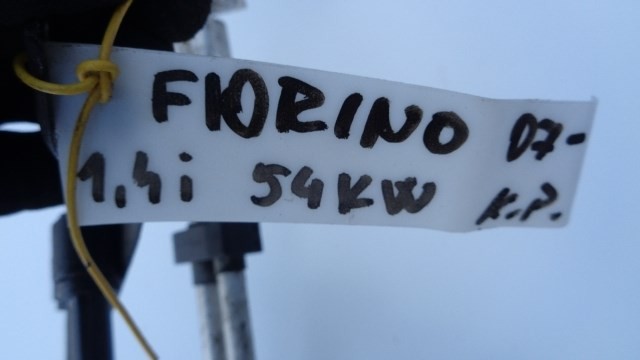 FIORINO 07-
1,4i 54KW K.P.